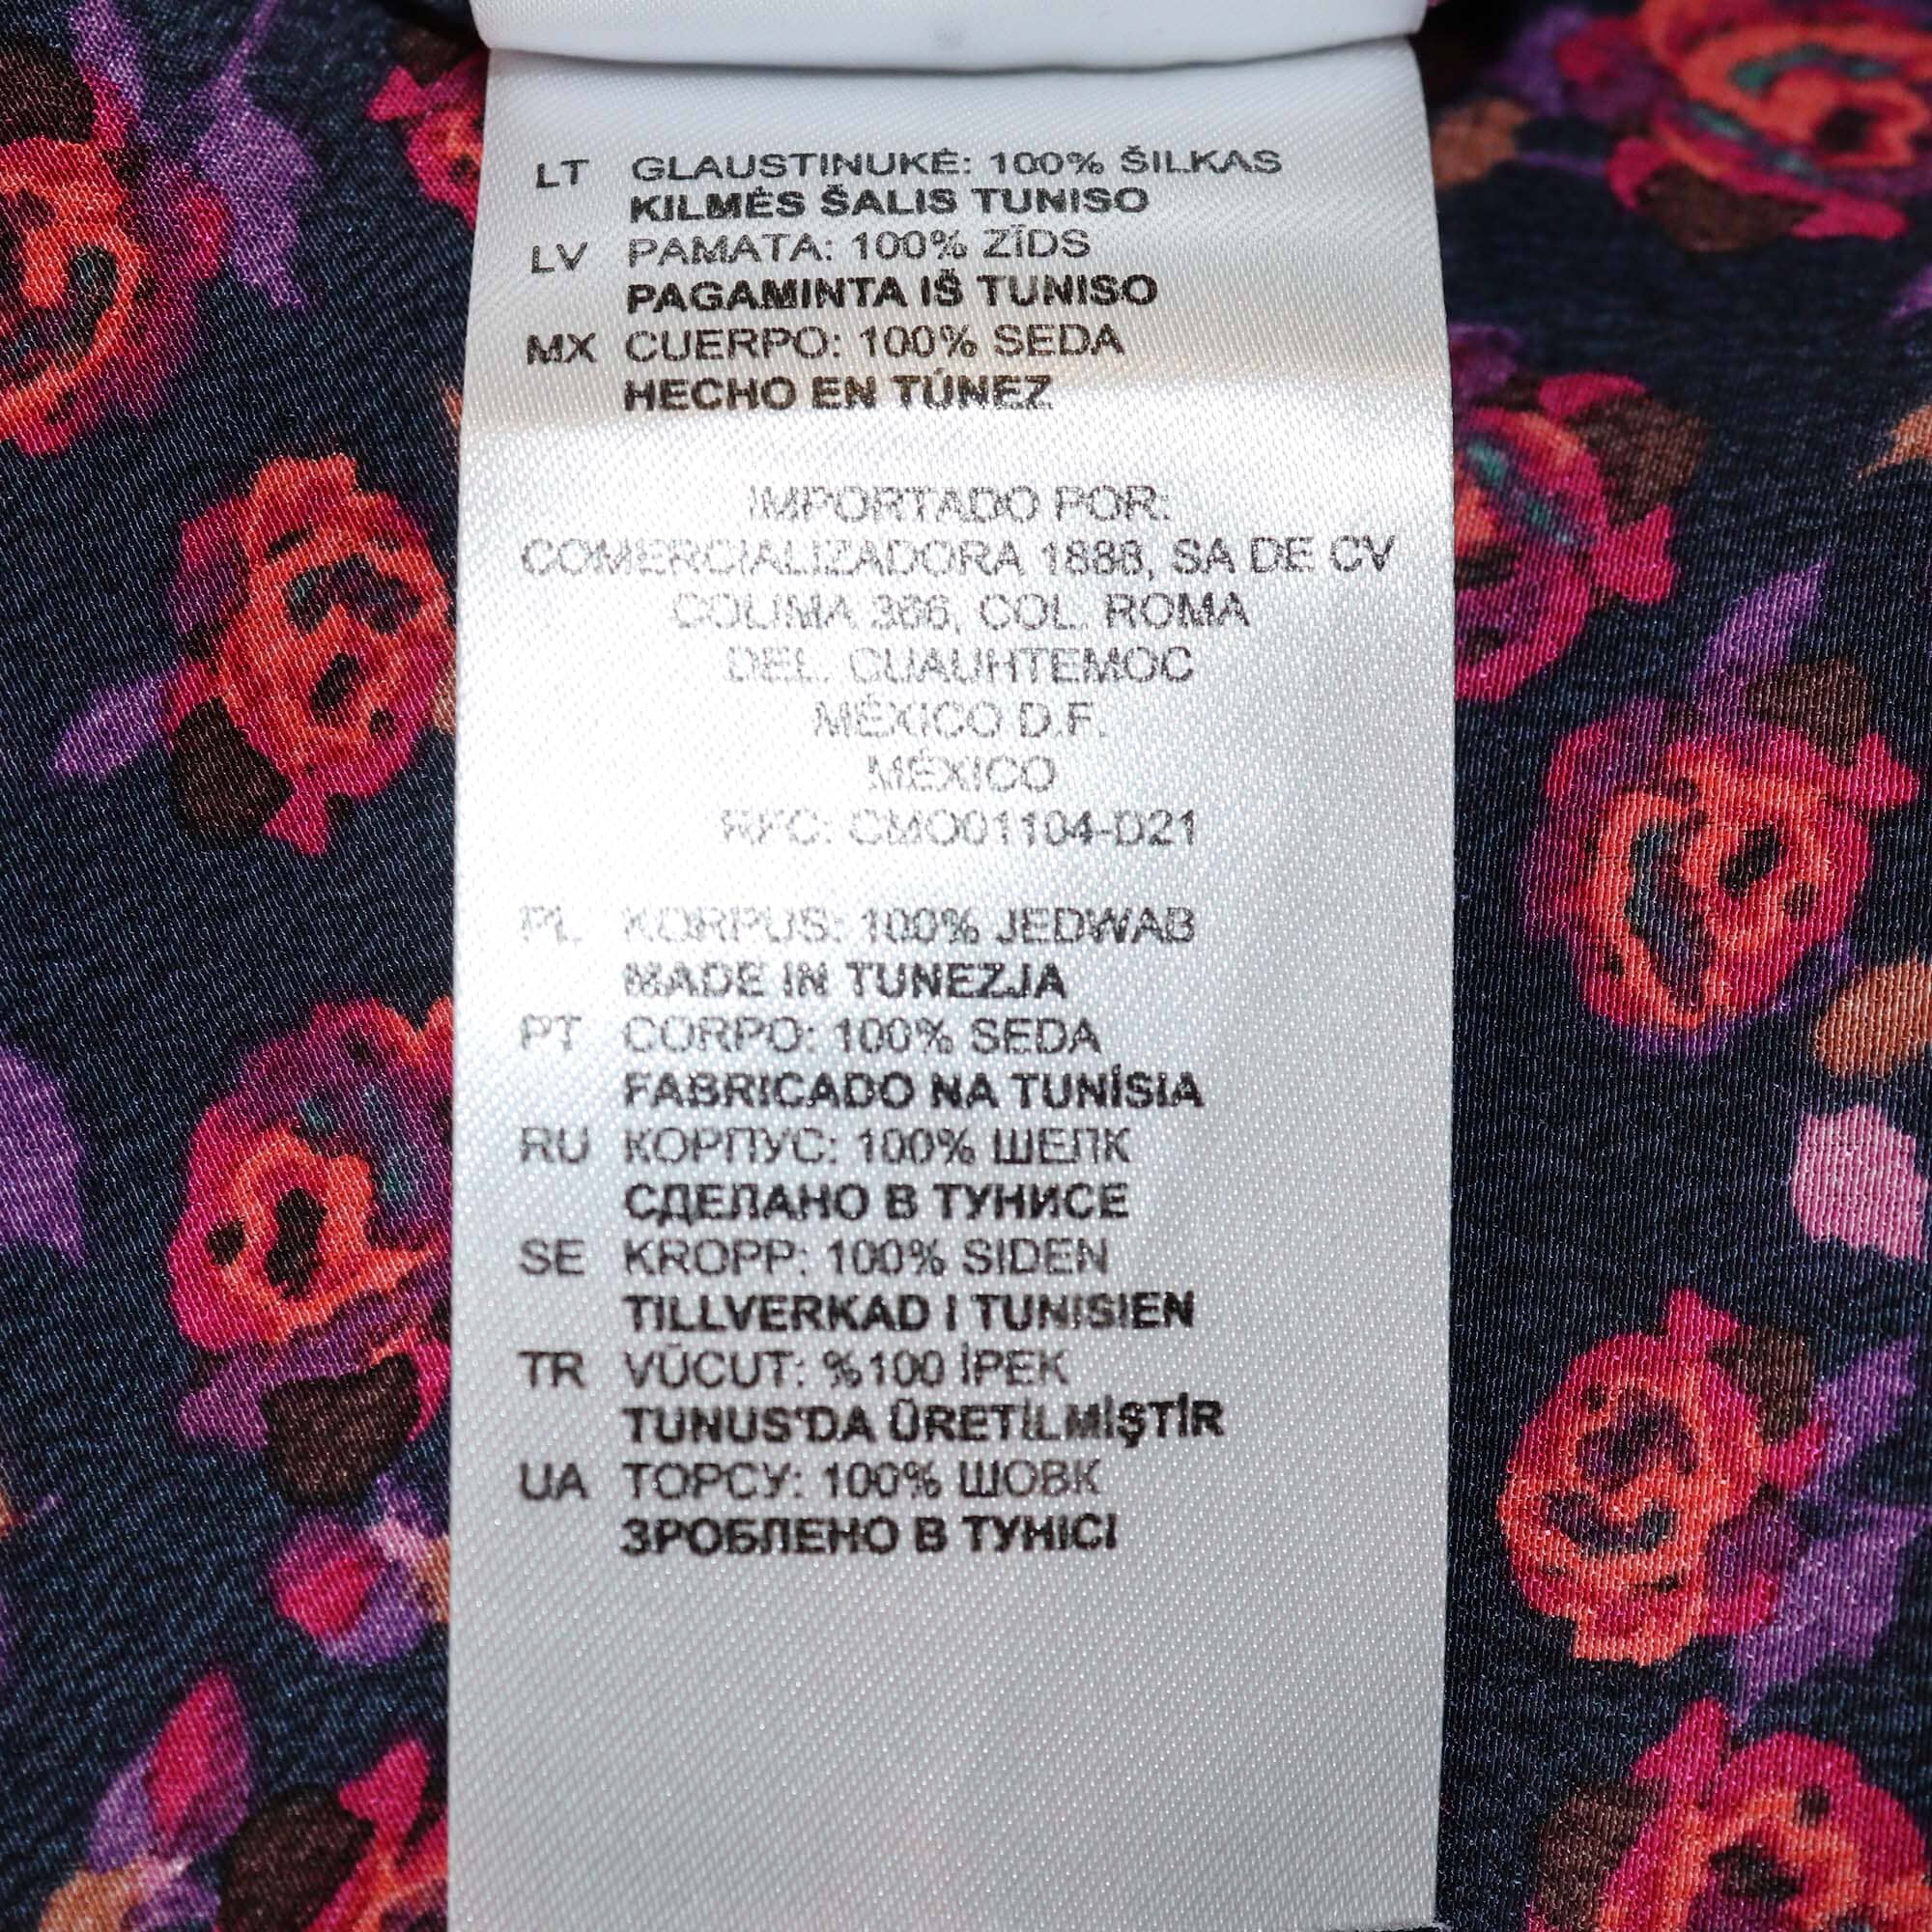 LT GLAUSTINUKĖ: 100% ŠILKAS
KILMĖS ŠALIS TUNISO
LV PAMATA: 100% ZĪDS
PAGAMINTA IŠ TUNISO
MX CUERPO: 100% SEDA
HECHO EN TÚNEZ
IMPORTADO POR:
COMERCIALIZADORA 1888, SA DE CV
COLIMA 366, COL. ROMA
DEL. CUAUHTEMOC
MÉXICO D.F.
MÉXICO
RFC: CMO01104-D21
PL KORPUS: 100% JEDWAB
MADE IN TUNEZJA
PT CORPO: 100% SEDA
FABRICADO NA TUNÍSIA
RU КОРПУС: 100% ШЕЛК
СДЕЛАНО В ТУНИСЕ
SE KROPP: 100% SIDEN
TILLVERKAD I TUNISIEN
TR VÜCUT: %100 İPEK
TUNUS'DA ÜRETİLMİŞTİR
UA ТОРСУ: 100% ШОВК
ЗРОБЛЕНО В ТУНІСІ